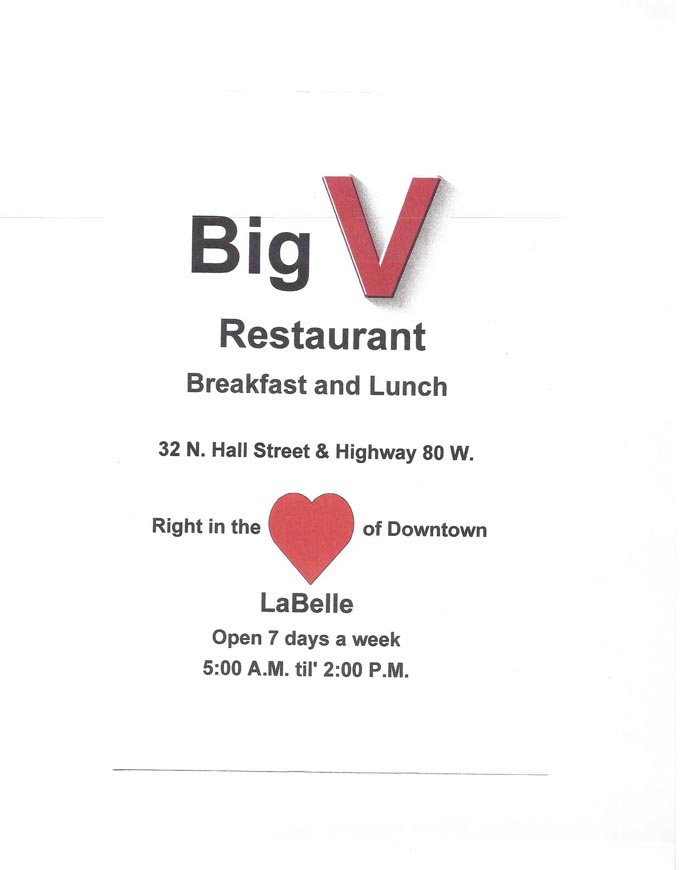 Big V
Restaurant
Breakfast and Lunch
32 N. Hall Street & Highway 80 W.
Right in the of Downtown
LaBelle
Open 7 days a week
5:00 A.M. til' 2:00 P.M.